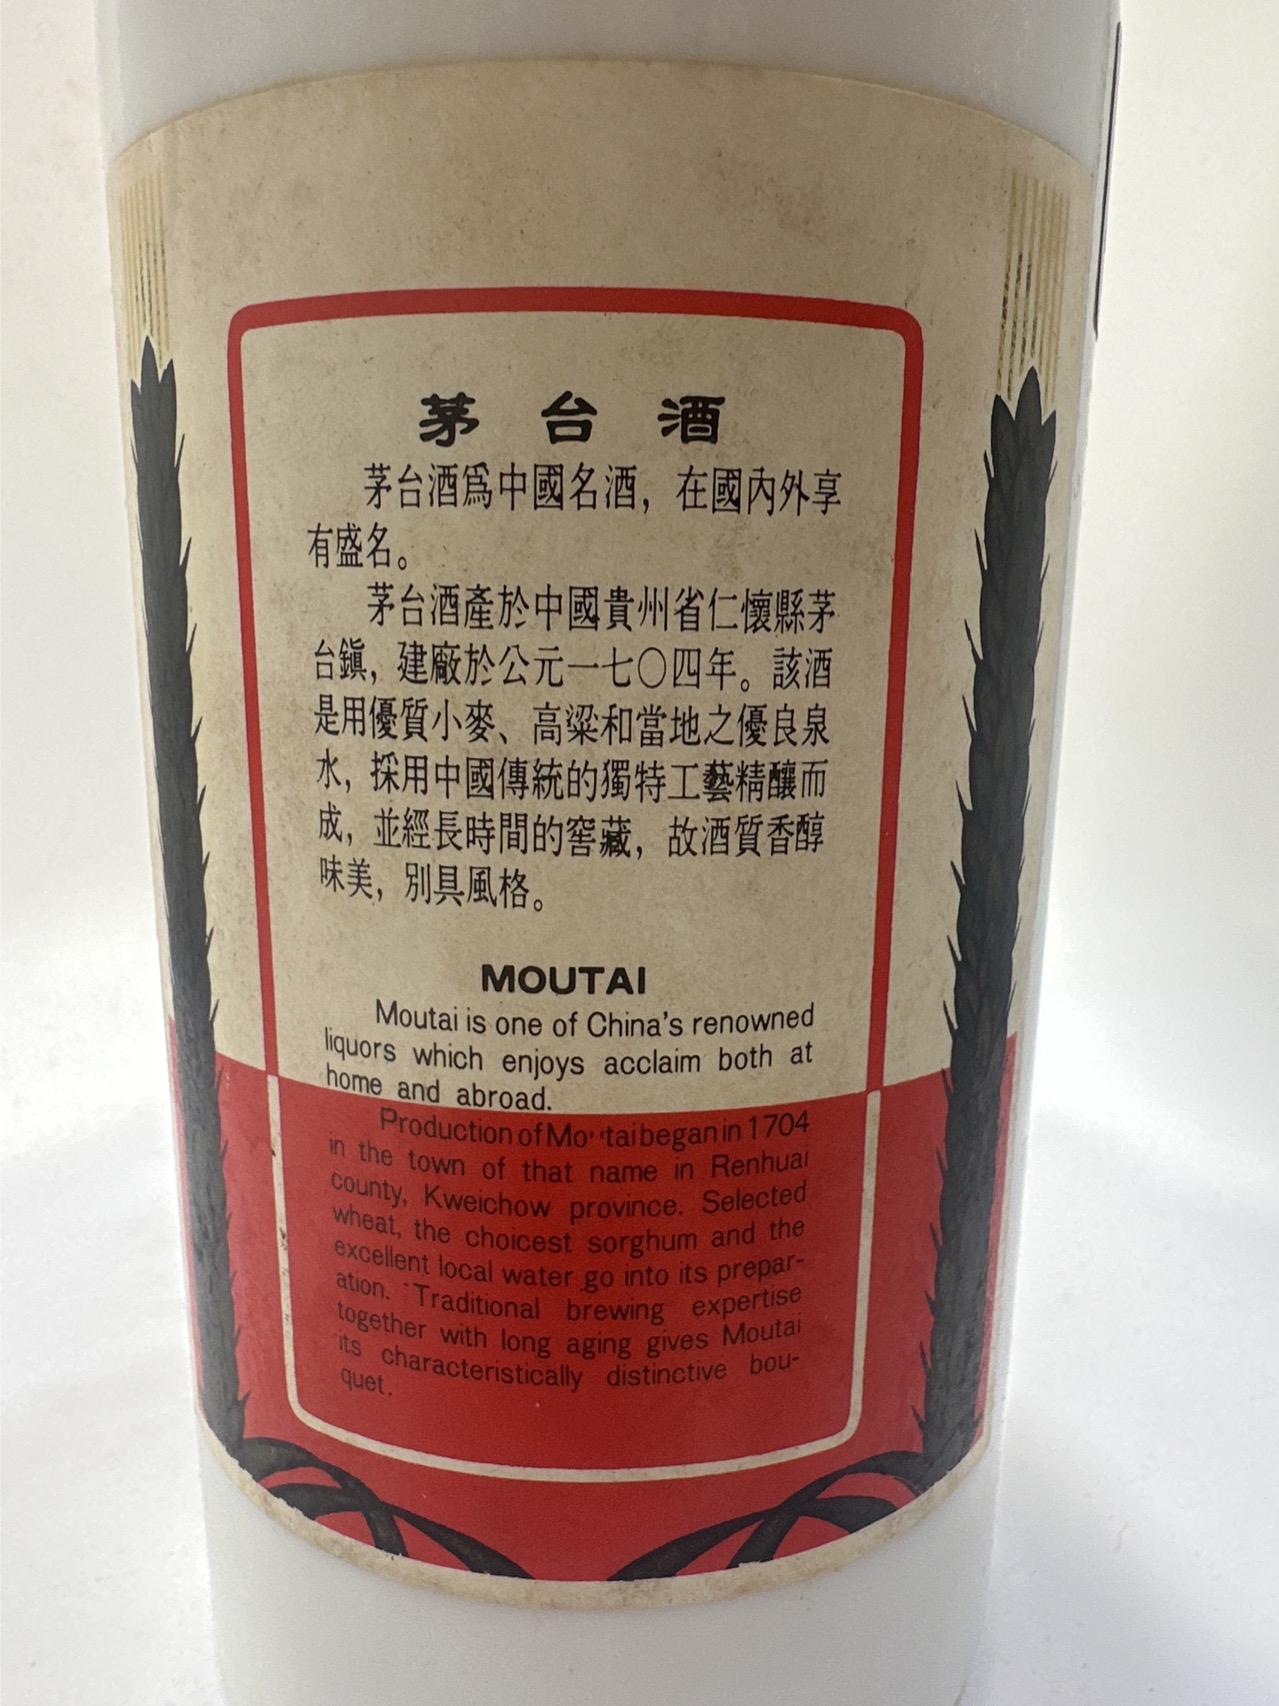 茅台酒
茅台酒爲中國名酒，在國內外享
有盛名。
茅台酒產於中國貴州省仁懷縣茅
台鎭，建廠於公元一七〇四年。該酒
是用優質小麥、高粱和當地之優良泉
水，採用中國傳統的獨特工藝精釀而
成，並經長時間的窖藏，故酒質香醇
味美，別具風格。
MOUTAI
Moutai is one of China's renowned
liquors which enjoys acclaim both at
home and abroad.
Production of Mo tai began in 1704
in the town of that name in Renhuai
county, Kweichow province. Selected
wheat, the choicest sorghum and the
excellent local water go into its prepar-
ation. Traditional brewing expertise
together with long aging gives Moutai
its characteristically distinctive bou-
quet.